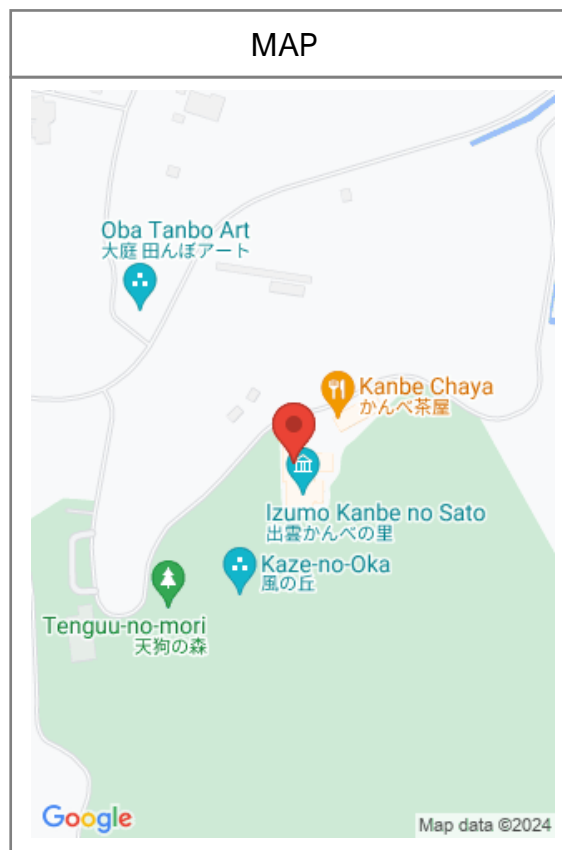 MAP
Oba Tanbo Art
大庭 田んぼアート
Kanbe Chaya
かんべ茶屋
Izumo Kanbe no Sato
出雲かんべの里
Kaze-no-Oka
風の丘
Tenguu-no-mori
天狗の森
Google
Map data ©2024